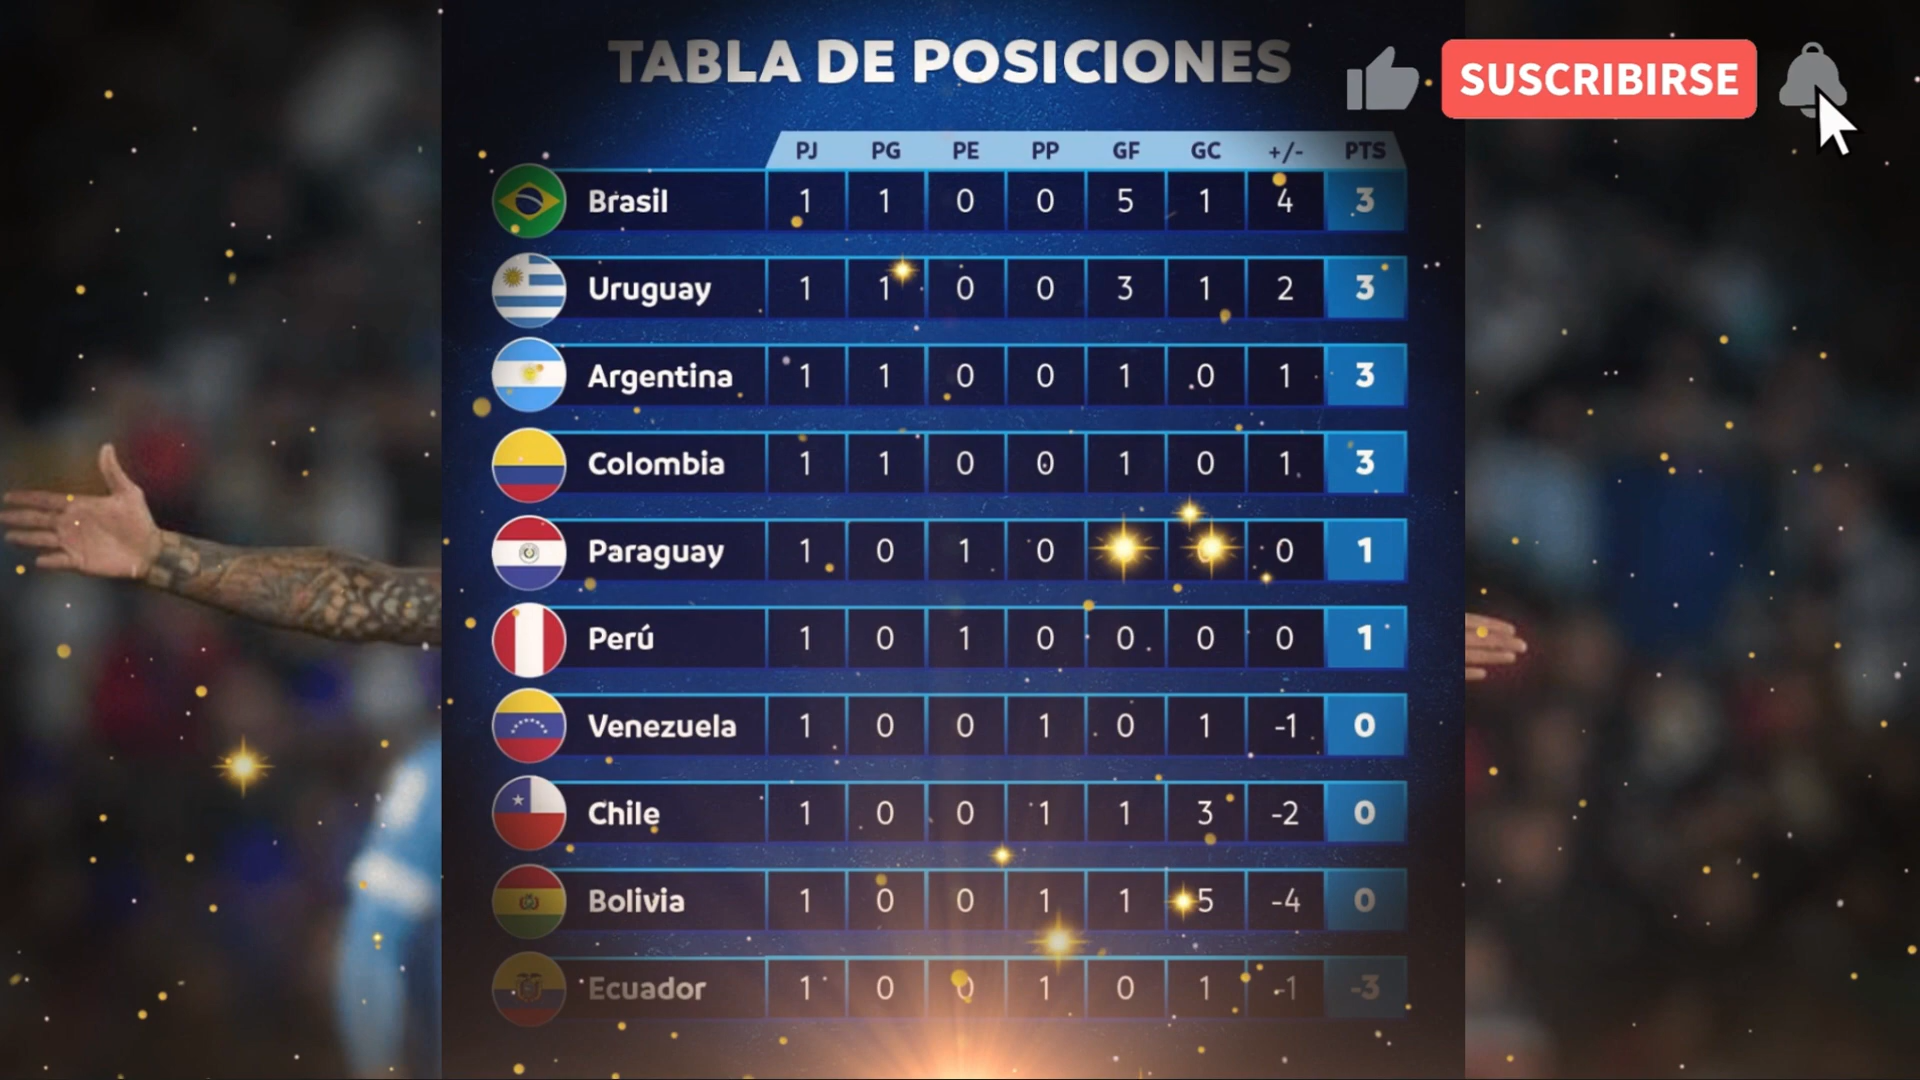 TABLA DE POSICIONES
SUSCRIBIRSE
PJ PG PE PP GF GC +/- PTS
Brasil 1 1 0 0 5 1 4 3
Uruguay 1 1 0 0 3 1 2 3
Argentina 1 1 0 0 1 0 1 3
Colombia 1 1 0 0 1 0 1 3
Paraguay 1 0 1 0 0 1
Perú 1 0 1 0 0 0 0 1
Venezuela 1 0 0 1 0 1 -1 0
Chile 1 0 0 1 1 3 -2 0
Bolivia 1 0 0 1 1 5 -4 0
Ecuador 1 0 0 1 0 1 -1 -3